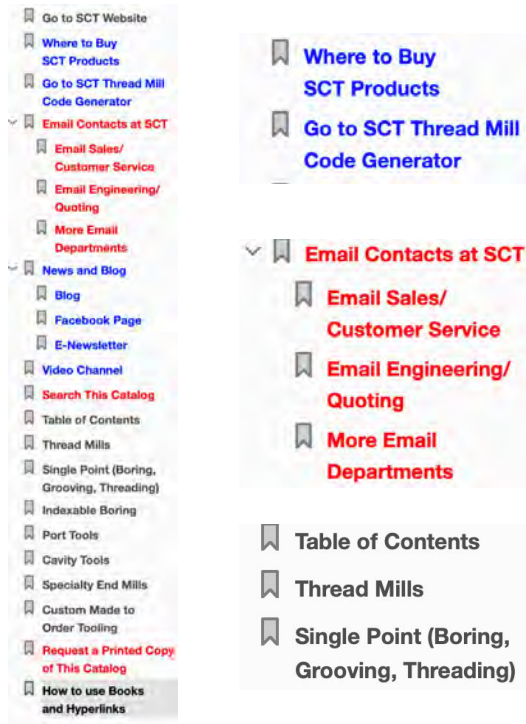 Go to SCT Website
Where to Buy
SCT Products
Go to SCT Thread Mill
Code Generator
Email Contacts at SCT
Email Sales/
Customer Service
Email Engineering/
Quoting
More Email
Departments
News and Blog
Blog
Facebook Page
E-Newsletter
Video Channel
Search This Catalog
Table of Contents
Thread Mills
Single Point (Boring,
Grooving, Threading)
Indexable Boring
Port Tools
Cavity Tools
Specialty End Mills
Custom Made to
Order Tooling
Request a Printed Copy
of This Catalog
How to use Books
and Hyperlinks
Where to Buy
SCT Products
Go to SCT Thread Mill
Code Generator
Email Contacts at SCT
Email Sales/
Customer Service
Email Engineering/
Quoting
More Email
Departments
Table of Contents
Thread Mills
Single Point (Boring,
Grooving, Threading)